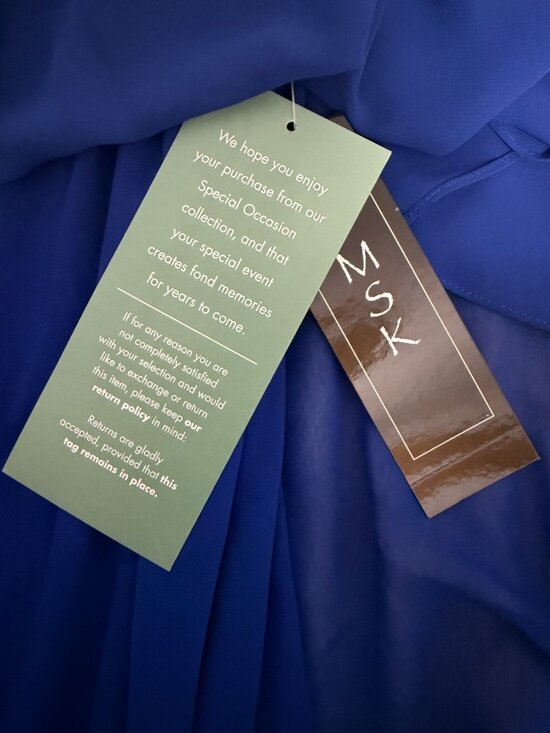 We hope you enjoy
your purchase from our
Special Occasion
collection, and that
your special event
creates fond memories
for years to come.
If for any reason you are
not completely satisfied
with your selection and would
like to exchange or return
this item, please keep our
return policy in mind:
Returns are gladly
accepted, provided that this
tag remains in place.
M
S
K